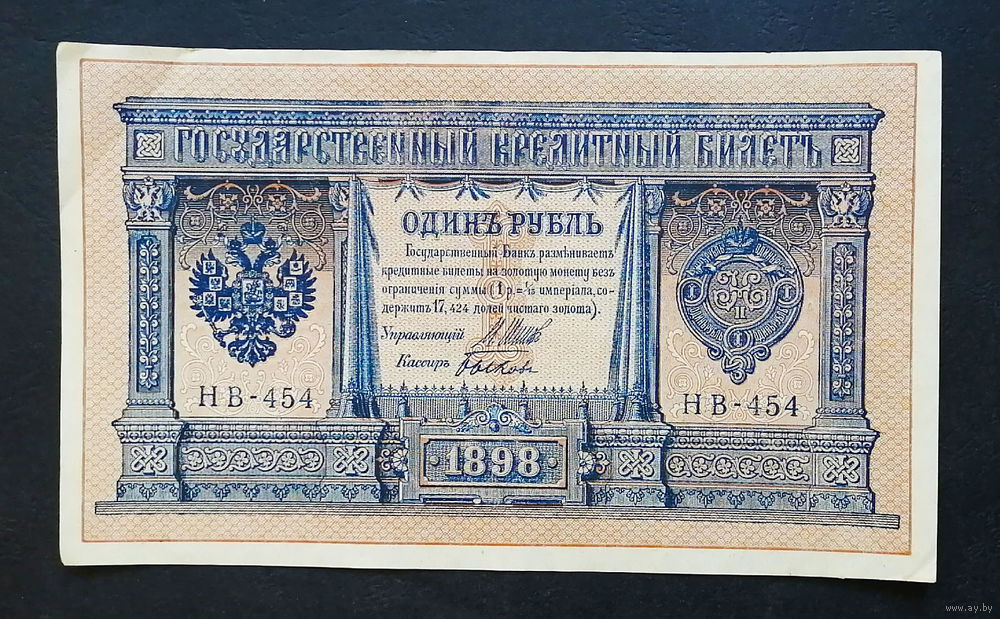 ГОСУДАРСТВЕННЫЙ КРЕДИТНЫЙ БИЛЕТЪ
ОДИНЪ РУБЛЬ
Государственный Банкъ размѣниваетъ
кредитные билеты на золотую монету безъ
ограниченія суммы (1 р.=1/15 имперіала, со-
держитъ 17,424 долей чистаго золота).
Управляющій
Кассиръ
НВ-454
НВ-454
1898
www.ay.by